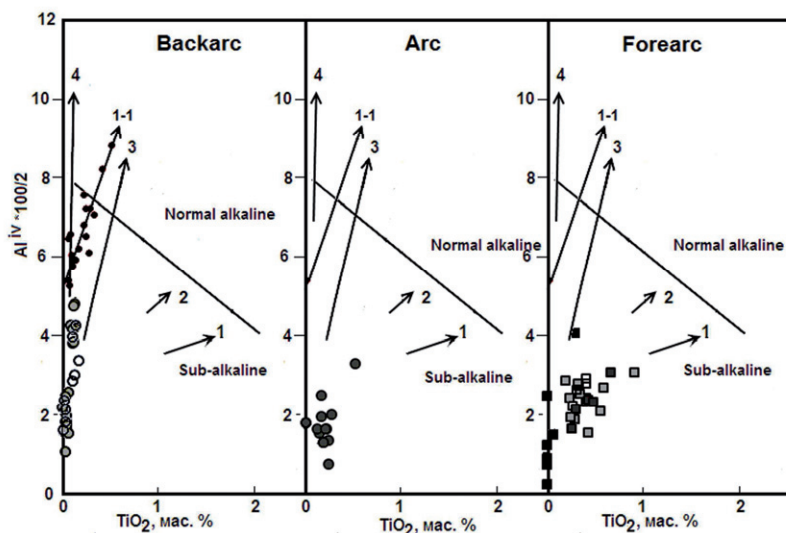 12
10
8
6
4
2
0
Al iv *100/2
Backarc
4
1-1
3
Normal alkaline
2
1
Sub-alkaline
0 1 2
TiO2, мас. %
Arc
4
1-1
3
Normal alkaline
2
1
Sub-alkaline
0 1 2
TiO2, мас. %
Forearc
4
1-1
3
Normal alkaline
2
1
Sub-alkaline
0 1 2
TiO2, мас. %